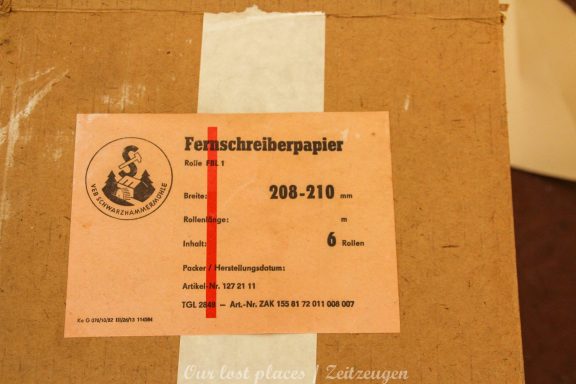 Fernschreiberpapier
Rolle FBL 1
VEB SCHWARZHAMMERMÜHLE
Breite: 208-210 mm
Rollenlänge: m
Inhalt: 6 Rollen
Packer / Herstellungsdatum:
Artikel-Nr. 127 21 11
TGL 2848 — Art.-Nr. ZAK 155 81 72 011 008 007
Our lost places / Zeitzeugen